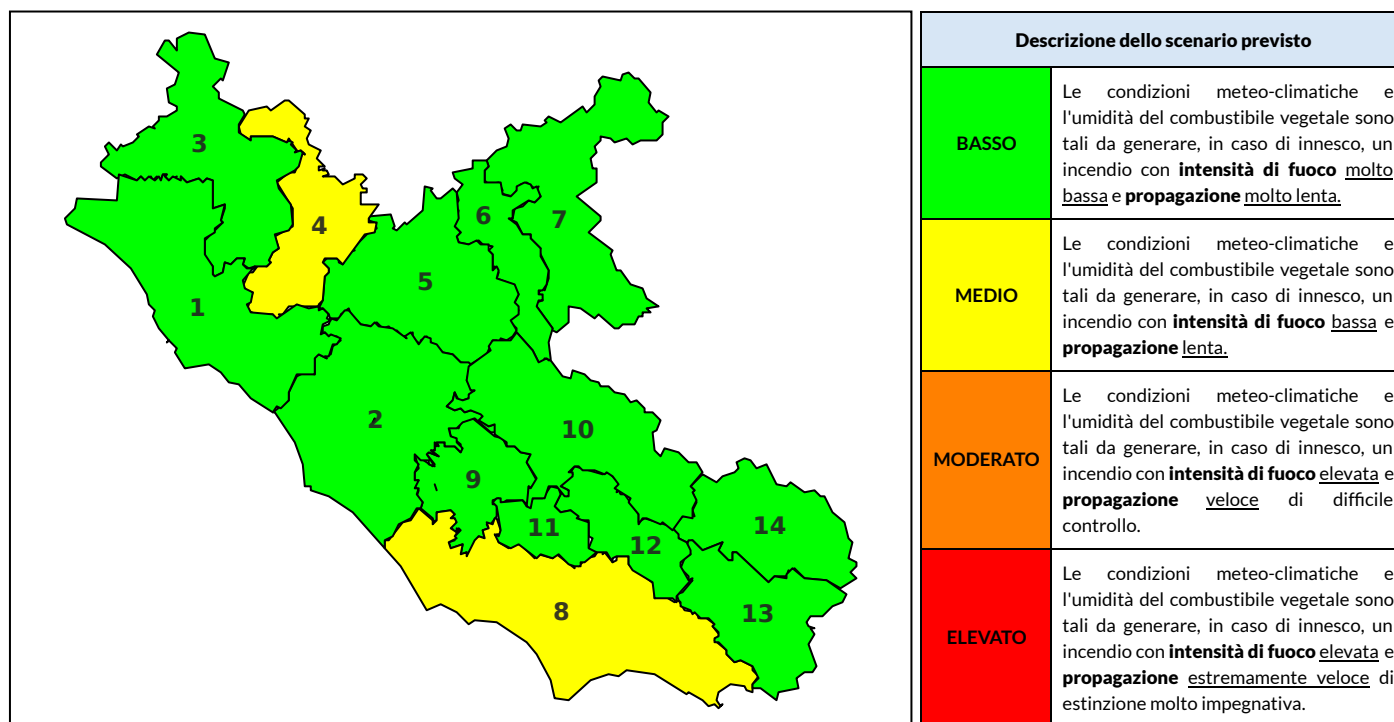 3
4
6
7
5
1
2
10
9
11
12
14
8
13
Descrizione dello scenario previsto
BASSO
Le condizioni meteo-climatiche e
l'umidità del combustibile vegetale sono
tali da generare, in caso di innesco, un
incendio con intensità di fuoco molto
bassa e propagazione molto lenta.
MEDIO
Le condizioni meteo-climatiche e
l'umidità del combustibile vegetale sono
tali da generare, in caso di innesco, un
incendio con intensità di fuoco bassa e
propagazione lenta.
MODERATO
Le condizioni meteo-climatiche e
l'umidità del combustibile vegetale sono
tali da generare, in caso di innesco, un
incendio con intensità di fuoco elevata e
propagazione veloce di difficile
controllo.
ELEVATO
Le condizioni meteo-climatiche e
l'umidità del combustibile vegetale sono
tali da generare, in caso di innesco, un
incendio con intensità di fuoco elevata e
propagazione estremamente veloce di
estinzione molto impegnativa.